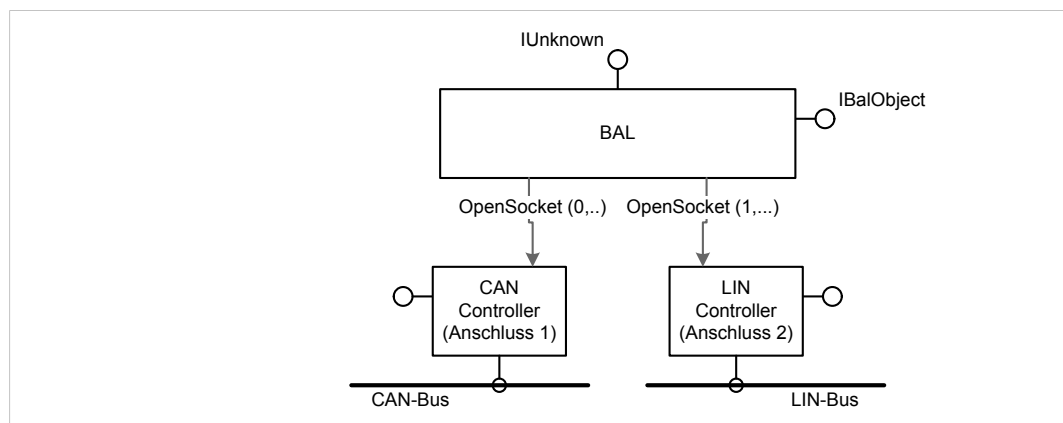 IUnknown
IBalObject
BAL
OpenSocket (0,..)
OpenSocket (1,...)
CAN
Controller
(Anschluss 1)
LIN
Controller
(Anschluss 2)
CAN-Bus
LIN-Bus